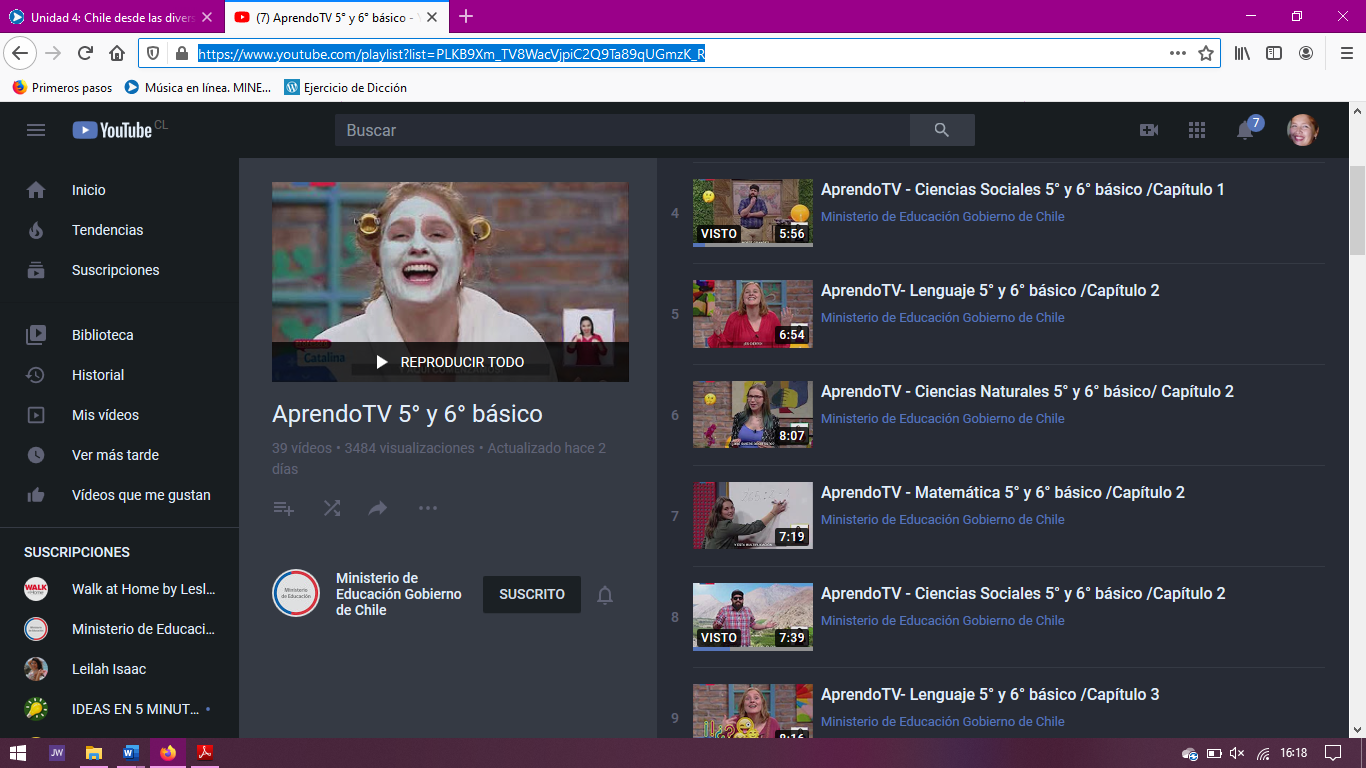 Unidad 4: Chile desde las divers
(7) AprendoTV 5° y 6° básico - Y
https://www.youtube.com/playlist?list=PLKB9Xm_TV8WacVjpiC2Q9Ta89qUGmzK_R
Primeros pasos
Música en línea. MINE...
Ejercicio de Dicción
YouTube CL
Buscar
7
Inicio
Tendencias
Suscripciones
Biblioteca
Historial
Mis vídeos
Ver más tarde
Vídeos que me gustan
SUSCRIPCIONES
Walk at Home by Lesl...
Ministerio de Educaci...
Leilah Isaac
IDEAS EN 5 MINUT... •
Catalina
REPRODUCIR TODO
AprendoTV 5° y 6° básico
39 vídeos • 3484 visualizaciones • Actualizado hace 2
días
Ministerio de Educación
Ministerio de
Educación Gobierno
de Chile
SUSCRITO
4
VISTO
5:56
AprendoTV - Ciencias Sociales 5° y 6° básico /Capítulo 1
Ministerio de Educación Gobierno de Chile
5
6:54
AprendoTV- Lenguaje 5° y 6° básico /Capítulo 2
Ministerio de Educación Gobierno de Chile
6
8:07
AprendoTV - Ciencias Naturales 5° y 6° básico/ Capítulo 2
Ministerio de Educación Gobierno de Chile
7
7:19
AprendoTV - Matemática 5° y 6° básico /Capítulo 2
Ministerio de Educación Gobierno de Chile
8
VISTO
7:39
AprendoTV - Ciencias Sociales 5° y 6° básico /Capítulo 2
Ministerio de Educación Gobierno de Chile
9
8:16
AprendoTV- Lenguaje 5° y 6° básico /Capítulo 3
Ministerio de Educación Gobierno de Chile
JW
16:18